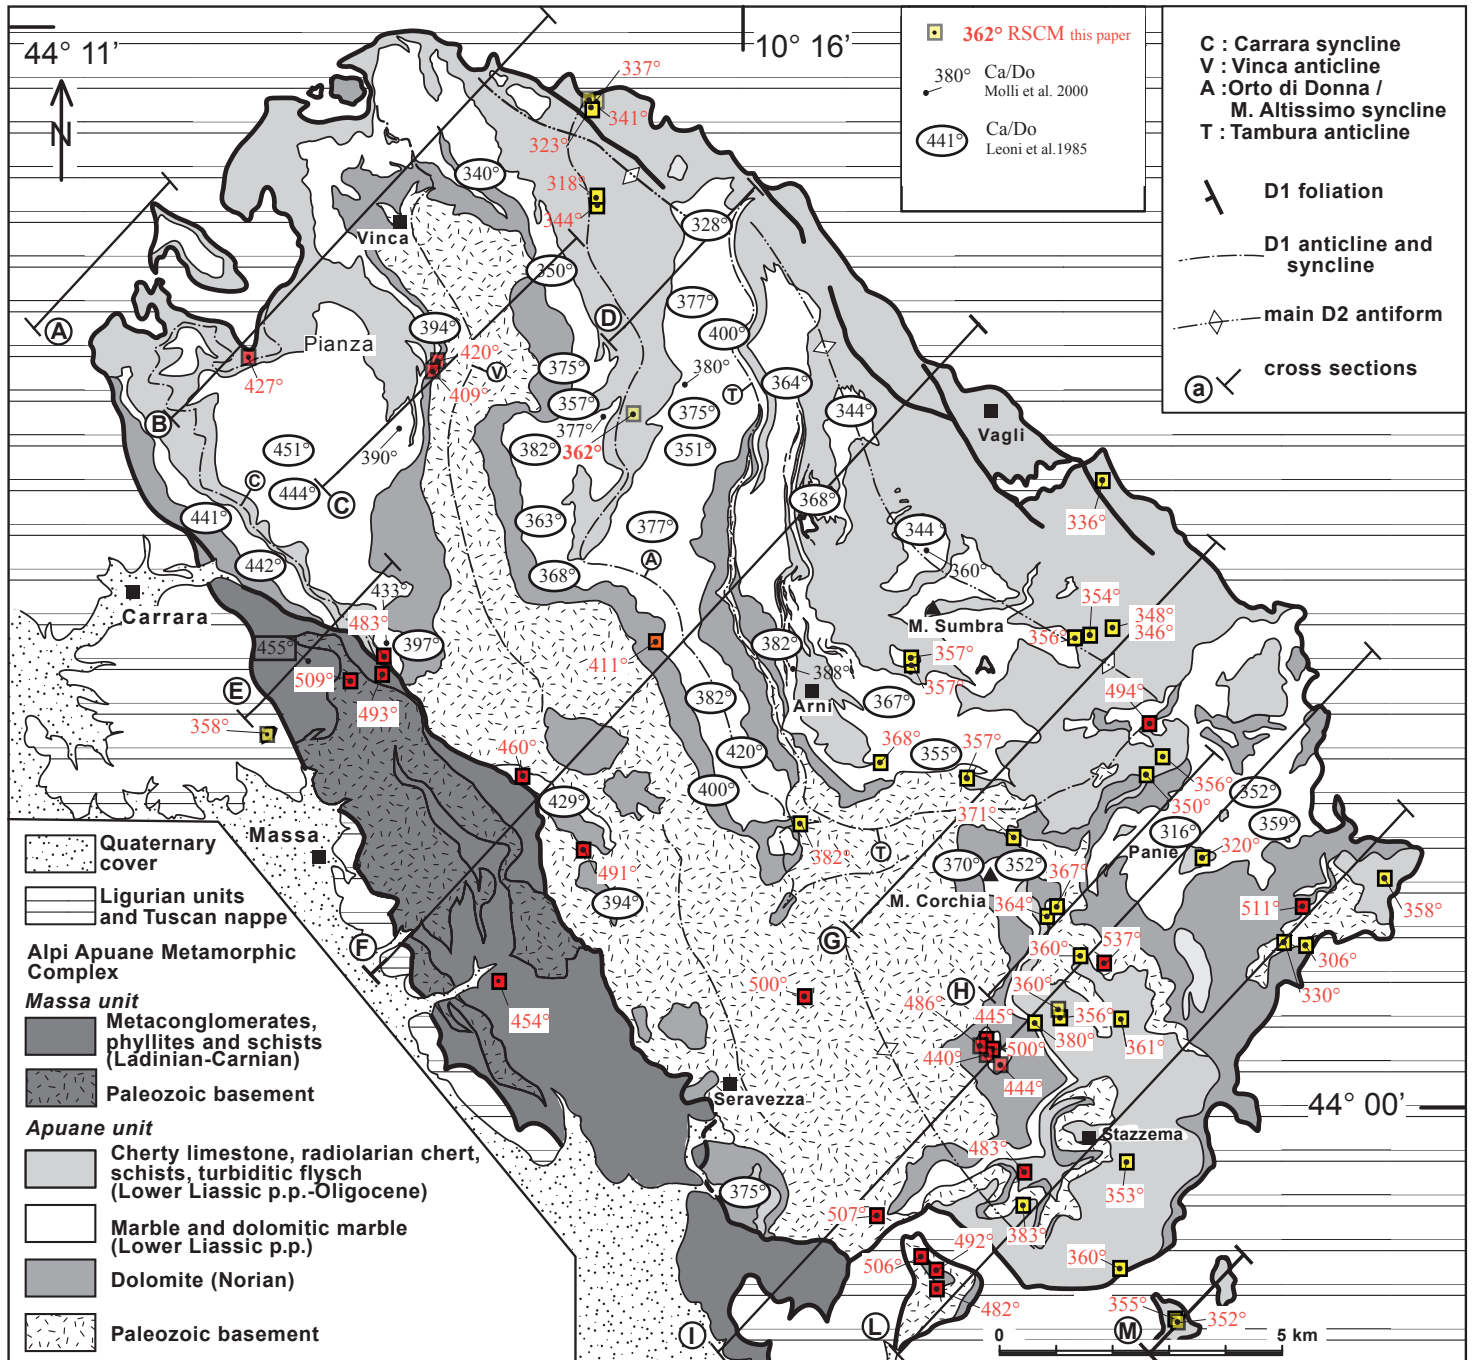 44° 11’
10° 16’
N
362° RSCM this paper
380° Ca/Do
Molli et al. 2000
441° Ca/Do
Leoni et al.1985
C : Carrara syncline
V : Vinca anticline
A :Orto di Donna /
M. Altissimo syncline
T : Tambura anticline
D1 foliation
D1 anticline and
syncline
main D2 antiform
a cross sections
337°
341°
323°
340°
318°
344°
328°
Vinca
350°
A
D
377°
394°
400°
Pianza
420°
V
375°
380°
364°
427°
409°
357°
T
344°
B
377°
375°
Vagli
451°
390°
382°
362°
351°
C
444°
C
368°
336°
441°
363°
377°
344°
442°
368°
A
360°
433°
354°
348°
Carrara
483°
M. Sumbra
356°
346°
455°
397°
411°
382°
357°
A
509°
388°
357°
E
493°
382°
Arni
367°
494°
358°
420°
368°
355°
357°
460°
356°
400°
350°
352°
429°
371°
316°
359°
Massa
382°
T
Panie
320°
491°
370°
352°
367°
394°
M. Corchia
364°
511°
358°
F
G
360°
537°
306°
500°
H
360°
330°
486°
445°
356°
454°
440°
500°
380°
361°
444°
Seravezza
44° 00’
Stazzema
483°
375°
353°
507°
383°
492°
506°
360°
482°
355°
352°
I
L
M
0
5 km
Quaternary
cover
Ligurian units
and Tuscan nappe
Alpi Apuane Metamorphic
Complex
Massa unit
Metaconglomerates,
phyllites and schists
(Ladinian-Carnian)
Paleozoic basement
Apuane unit
Cherty limestone, radiolarian chert,
schists, turbiditic flysch
(Lower Liassic p.p.-Oligocene)
Marble and dolomitic marble
(Lower Liassic p.p.)
Dolomite (Norian)
Paleozoic basement